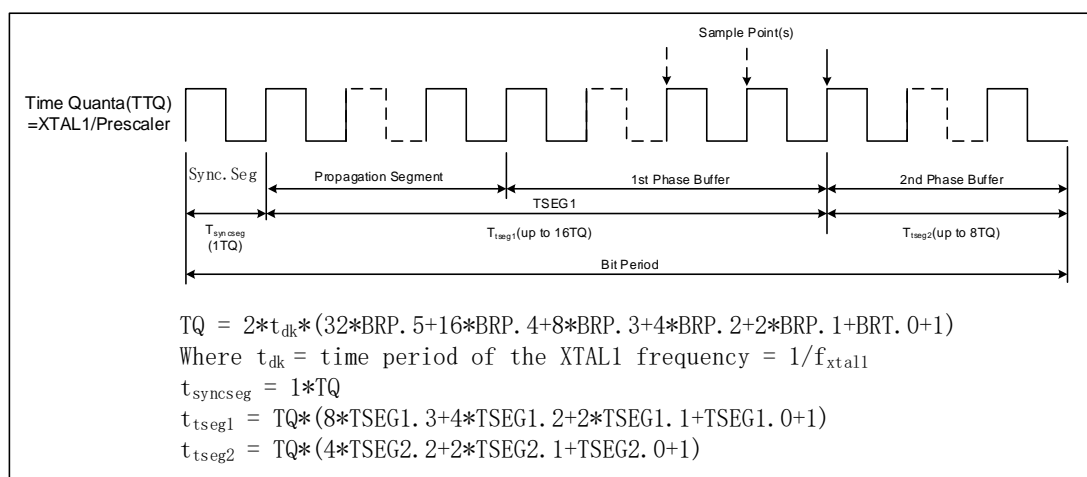 Sample Point(s)
Time Quanta(TTQ)
=XTAL1/Prescaler
Sync.Seg
Propagation Segment
1st Phase Buffer
2nd Phase Buffer
TSEG1
Tsyncseg
(1TQ)
Ttseg1(up to 16TQ)
Ttseg2(up to 8TQ)
Bit Period
TQ = 2*tdk*(32*BRP.5+16*BRP.4+8*BRP.3+4*BRP.2+2*BRP.1+BRT.0+1)
Where tdk = time period of the XTAL1 frequency = 1/fxtal1
tsyncseg = 1*TQ
ttseg1 = TQ*(8*TSEG1.3+4*TSEG1.2+2*TSEG1.1+TSEG1.0+1)
ttseg2 = TQ*(4*TSEG2.2+2*TSEG2.1+TSEG2.0+1)